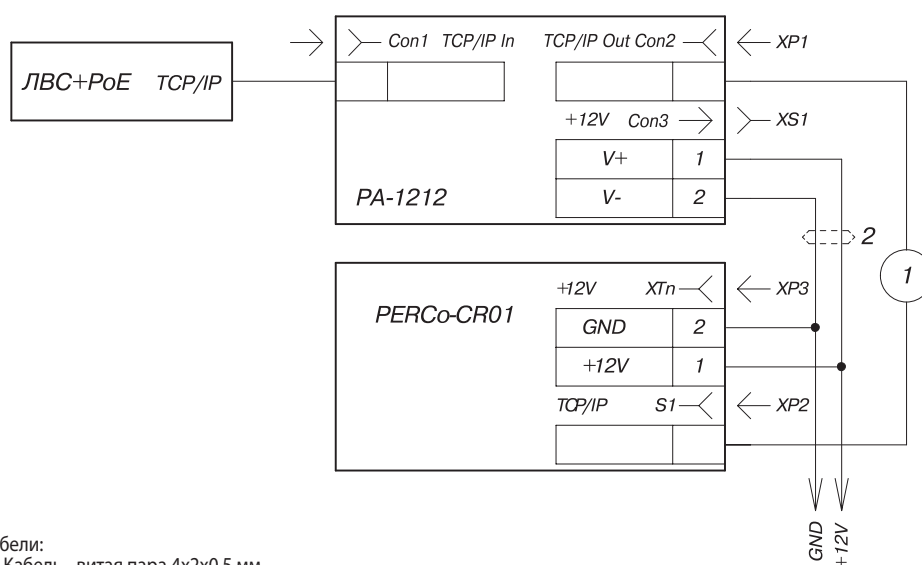 Con1 TCP/IP In TCP/IP Out Con2 XP1
ЛВС+PoE TCP/IP
+12V Con3 XS1
V+ 1
PA-1212 V- 2
2
1
+12V XTn XP3
PERCo-CR01
GND 2
+12V 1
TCP/IP S1 XP2
GND
+12V
бели:
Кабель витая пара 4x2x0,5 мм